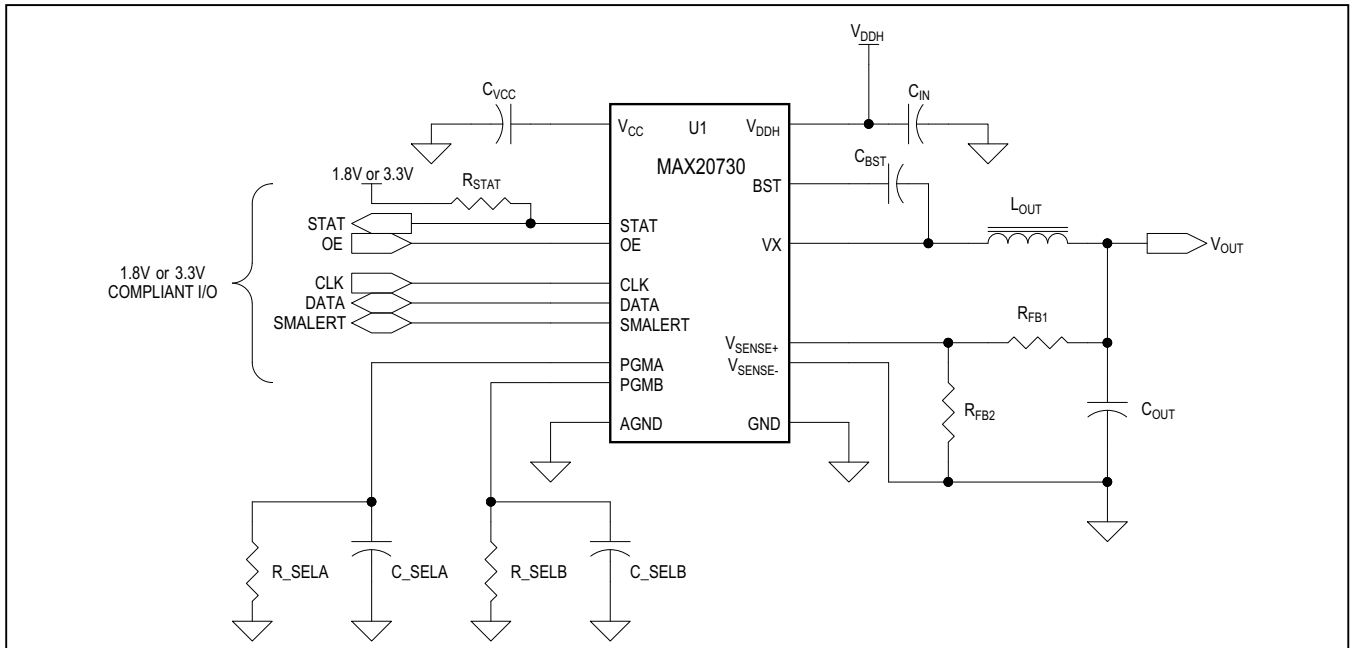 V_DDH
C_VCC
C_IN
V_CC
U1
V_DDH
MAX20730
C_BST
1.8V or 3.3V
R_STAT
BST
L_OUT
STAT
STAT
OE
OE
VX
V_OUT
1.8V or 3.3V
COMPLIANT I/O
CLK
CLK
DATA
DATA
SMALERT
SMALERT
R_FB1
V_SENSE+
PGMA
V_SENSE-
PGMB
R_FB2
C_OUT
AGND
GND
R_SELA
C_SELA
R_SELB
C_SELB